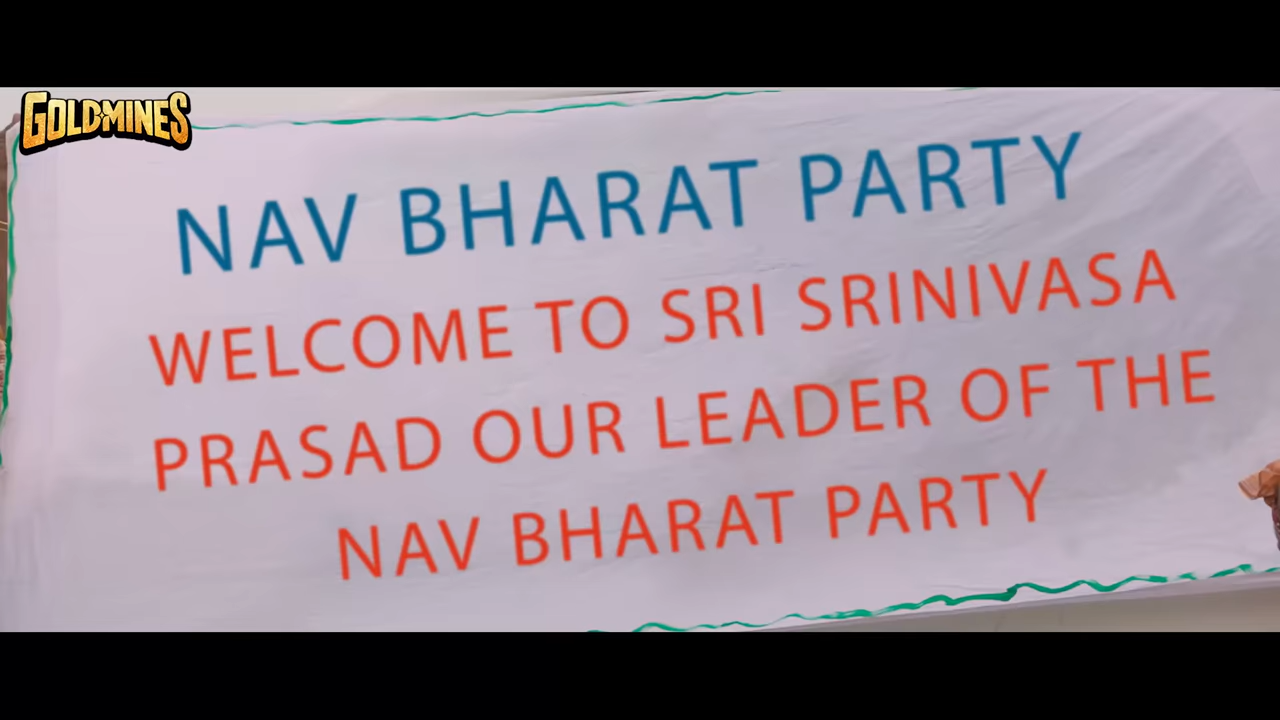 GOLDMINES
NAV BHARAT PARTY
WELCOME TO SRI SRINIVASA
PRASAD OUR LEADER OF THE
NAV BHARAT PARTY